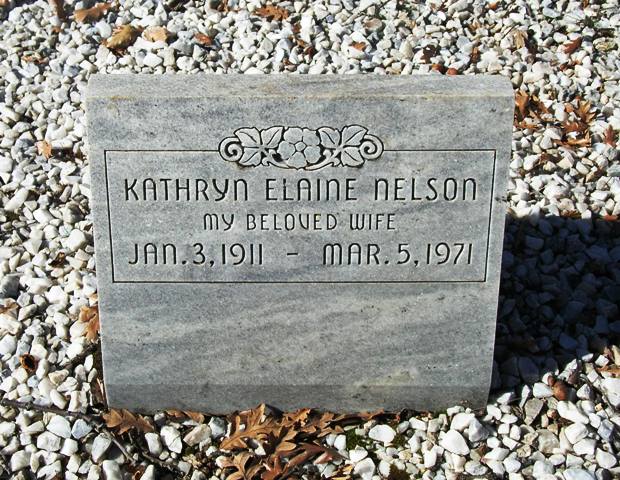 KATHRYN ELAINE NELSON
MY BELOVED WIFE
JAN. 3, 1911 - MAR. 5, 1971